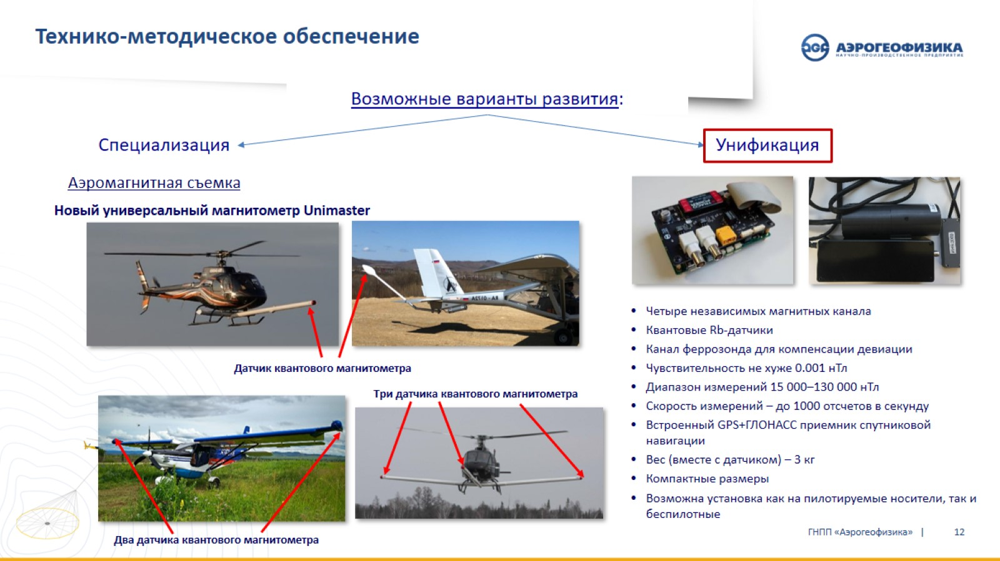 Технико-методическое обеспечение
АЭРОГЕОФИЗИКА
НАУЧНО-ПРОИЗВОДСТВЕННОЕ ПРЕДПРИЯТИЕ
Возможные варианты развития:
Специализация
Унификация
Аэромагнитная съемка
Новый универсальный магнитометр Unimaster
Датчик квантового магнитометра
Три датчика квантового магнитометра
Два датчика квантового магнитометра
• Четыре независимых магнитных канала
• Квантовые Rb-датчики
• Канал феррозонда для компенсации девиации
• Чувствительность не хуже 0.001 нТл
• Диапазон измерений 15 000–130 000 нТл
• Скорость измерений – до 1000 отсчетов в секунду
• Встроенный GPS+ГЛОНАСС приемник спутниковой
навигации
• Вес (вместе с датчиком) – 3 кг
• Компактные размеры
• Возможна установка как на пилотируемые носители, так и
беспилотные
ГНПП «Аэрогеофизика» | 12